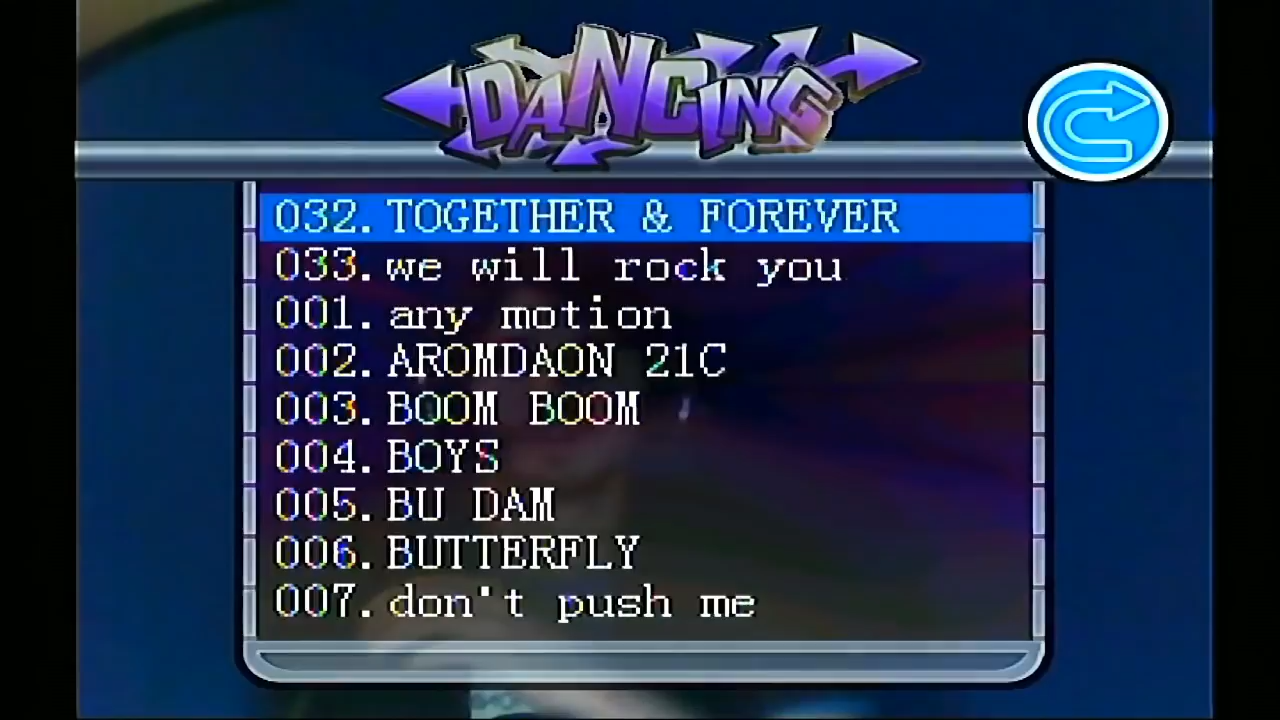 DANCING
032. TOGETHER & FOREVER
033. we will rock you
001. any motion
002. AROMDAON 21C
003. BOOM BOOM
004. BOYS
005. BU DAM
006. BUTTERFLY
007. don't push me